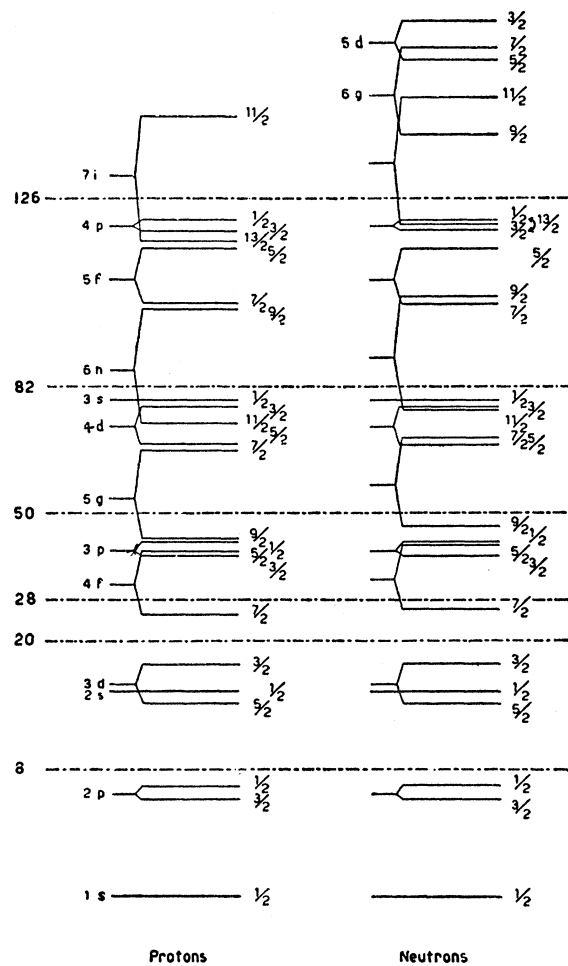 3/2
5 d 7/2
5/2
6 g 11/2
11/2 9/2
7 i
126
4 p 1/2 3/2 1/2 3/2 13/2
13/2 5/2 5/2
5 f
7/2 9/2 9/2
7/2
6 h
82
3 s 1/2 3/2 1/2 3/2
4 d 11/2 5/2 11/2
7/2 7/2 5/2
5 g
50
9/2 9/2 1/2
3 p 5/2 1/2 5/2 3/2
3/2
4 f
28
7/2 7/2
20
3/2 3/2
3 d
2 s 1/2 1/2
5/2 5/2
8
1/2 1/2
2 p
3/2 3/2
1 s 1/2 1/2
Protons Neutrons